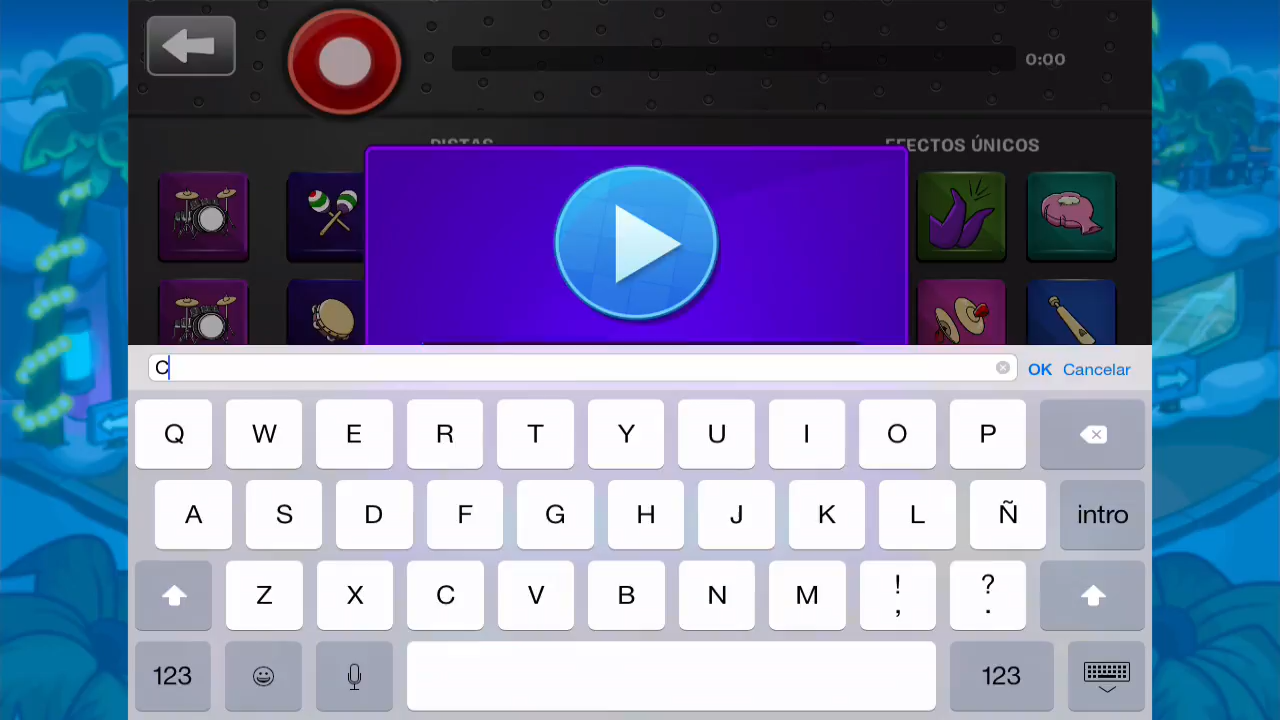 0:00
PISTAS
EFECTOS ÚNICOS
C
OK Cancelar
Q W E R T Y U I O P
A S D F G H J K L Ñ intro
Z X C V B N M ! , ? .
123 123